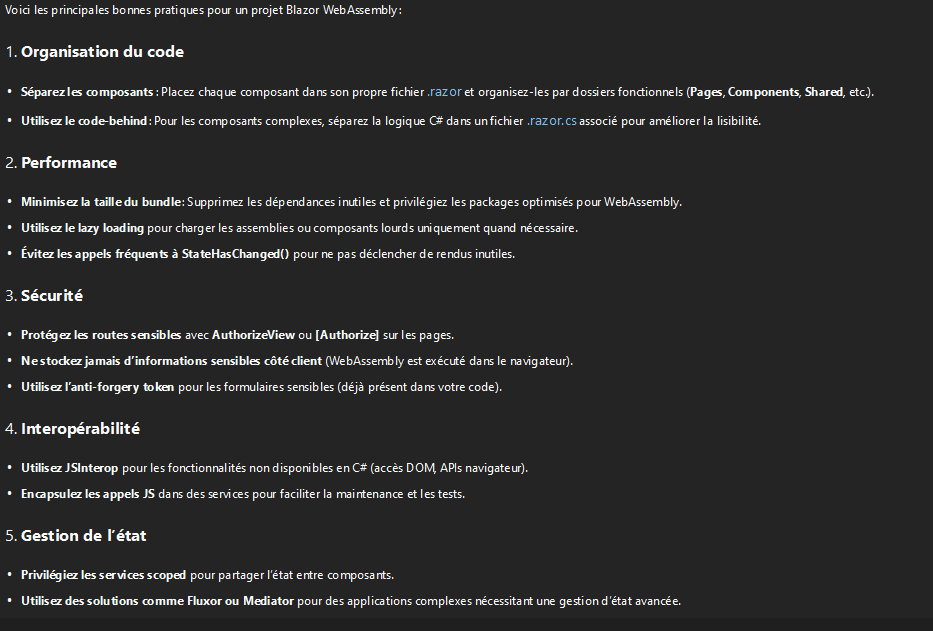 Voici les principales bonnes pratiques pour un projet Blazor WebAssembly :
1. Organisation du code
• Séparez les composants : Placez chaque composant dans son propre fichier .razor et organisez-les par dossiers fonctionnels (Pages, Components, Shared, etc.).
• Utilisez le code-behind : Pour les composants complexes, séparez la logique C# dans un fichier .razor.cs associé pour améliorer la lisibilité.
2. Performance
• Minimisez la taille du bundle : Supprimez les dépendances inutiles et privilégiez les packages optimisés pour WebAssembly.
• Utilisez le lazy loading pour charger les assemblies ou composants lourds uniquement quand nécessaire.
• Évitez les appels fréquents à StateHasChanged() pour ne pas déclencher de rendus inutiles.
3. Sécurité
• Protégez les routes sensibles avec AuthorizeView ou [Authorize] sur les pages.
• Ne stockez jamais d'informations sensibles côté client (WebAssembly est exécuté dans le navigateur).
• Utilisez l'anti-forgery token pour les formulaires sensibles (déjà présent dans votre code).
4. Interopérabilité
• Utilisez JSInterop pour les fonctionnalités non disponibles en C# (accès DOM, APIs navigateur).
• Encapsulez les appels JS dans des services pour faciliter la maintenance et les tests.
5. Gestion de l'état
• Privilégiez les services scoped pour partager l'état entre composants.
• Utilisez des solutions comme Fluxor ou Mediator pour des applications complexes nécessitant une gestion d'état avancée.